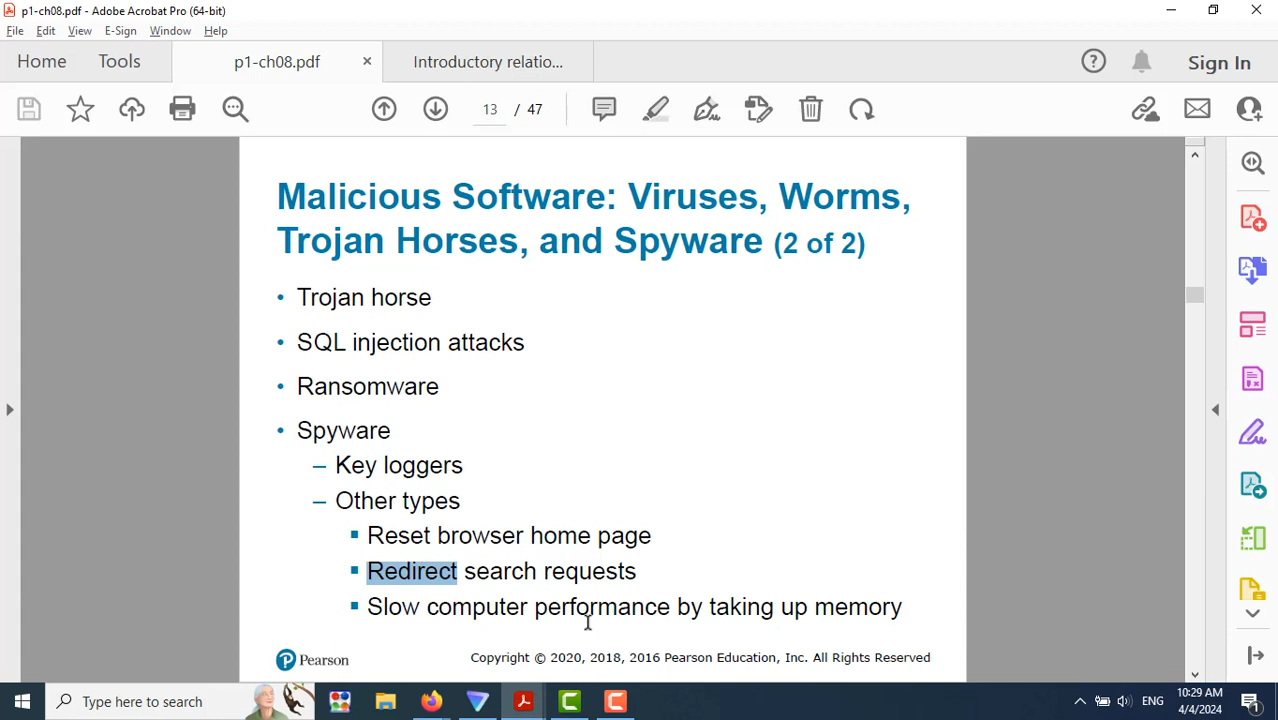 p1-ch08.pdf - Adobe Acrobat Pro (64-bit)
File Edit View E-Sign Window Help
Home Tools p1-ch08.pdf × Introductory relatio... Sign In
13 / 47
Malicious Software: Viruses, Worms,
Trojan Horses, and Spyware (2 of 2)
• Trojan horse
• SQL injection attacks
• Ransomware
• Spyware
– Key loggers
– Other types
▪ Reset browser home page
▪ Redirect search requests
▪ Slow computer performance by taking up memory
Pearson Copyright © 2020, 2018, 2016 Pearson Education, Inc. All Rights Reserved
Type here to search ENG 10:29 AM
4/4/2024 1